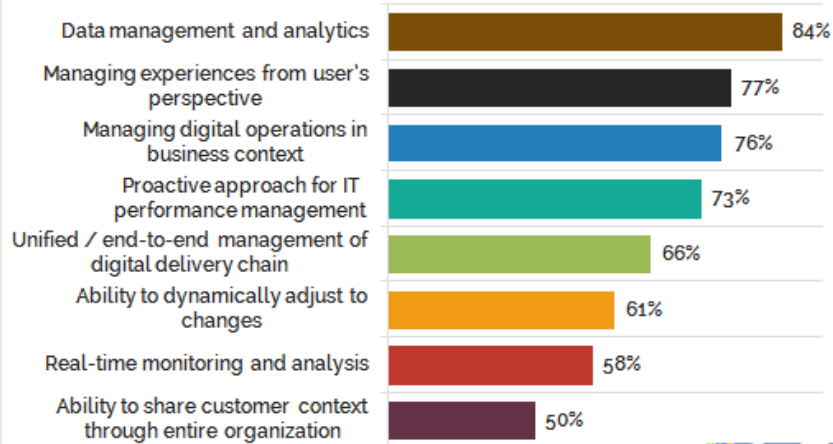 Data management and analytics
84%
Managing experiences from user's
perspective
77%
Managing digital operations in
business context
76%
Proactive approach for IT
performance management
73%
Unified / end-to-end management of
digital delivery chain
66%
Ability to dynamically adjust to
changes
61%
Real-time monitoring and analysis
58%
Ability to share customer context
through entire organization
50%